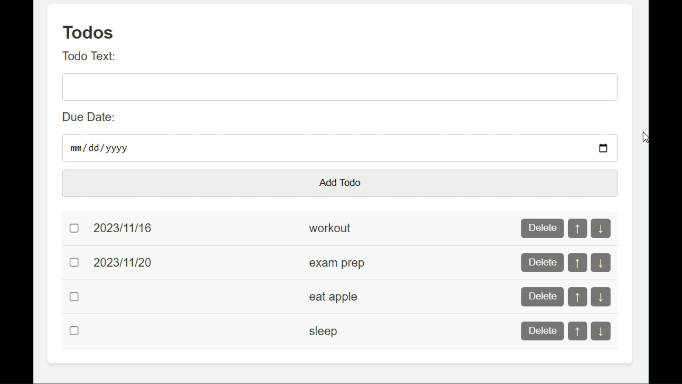 Todos
Todo Text:
Due Date:
mm/dd/yyyy
Add Todo
2023/11/16 workout Delete ↑ ↓
2023/11/20 exam prep Delete ↑ ↓
eat apple Delete ↑ ↓
sleep Delete ↑ ↓